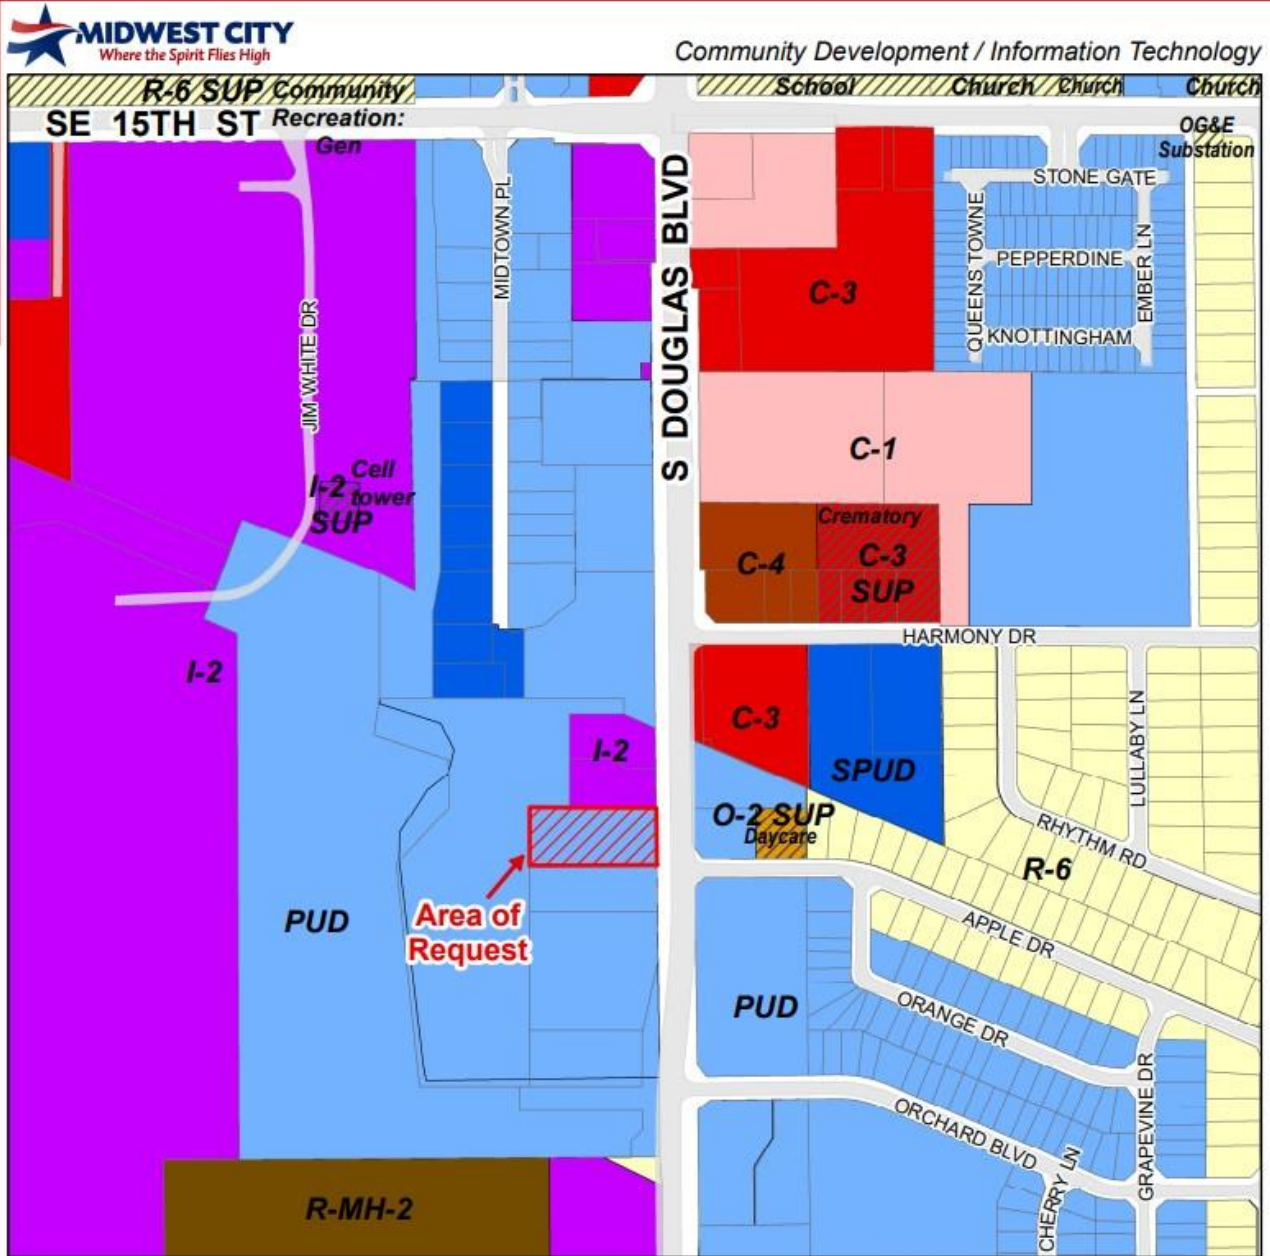 MIDWEST CITY
Where the Spirit Flies High
Community Development / Information Technology
R-6 SUP
Community
Recreation:
Gen
School
Church
Church
Church
SE 15TH ST
OG&E
Substation
STONE GATE
MIDTOWN PL
S DOUGLAS BLVD
QUEENS TOWNE
PEPPERDINE
EMBER LN
KNOTTINGHAM
C-3
JIM WHITE DR
C-1
I-2
SUP
Cell
tower
Crematory
C-4
C-3
SUP
HARMONY DR
I-2
C-3
I-2
SPUD
LULLABY LN
O-2 SUP
Daycare
RHYTHM RD
R-6
Area of
Request
PUD
APPLE DR
PUD
ORANGE DR
ORCHARD BLVD
GRAPEVINE DR
CHERRY LN
R-MH-2